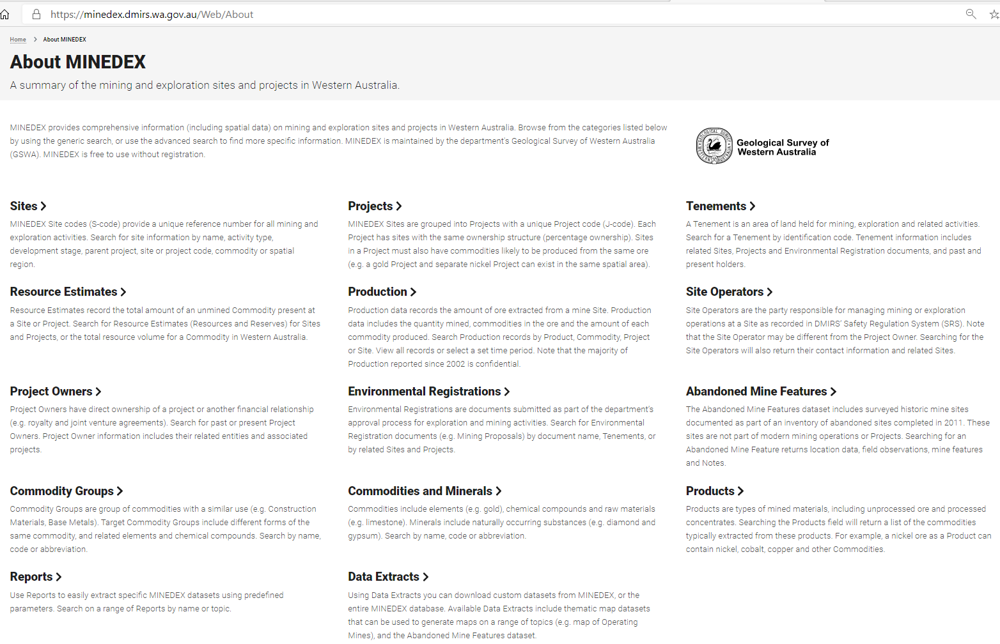 https://minedex.dmirs.wa.gov.au/Web/About
Home > About MINEDEX
About MINEDEX
A summary of the mining and exploration sites and projects in Western Australia.
MINEDEX provides comprehensive information (including spatial data) on mining and exploration sites and projects in Western Australia. Browse from the categories listed below
by using the generic search, or use the advanced search to find more specific information. MINEDEX is maintained by the department's Geological Survey of Western Australia
(GSWA). MINEDEX is free to use without registration.
GEOLOGICAL SURVEY
WESTERN AUSTRALIA
Geological Survey of
Western Australia
Sites
MINEDEX Site codes (S-code) provide a unique reference number for all mining and
exploration activities. Search for site information by name, activity type,
development stage, parent project, site or project code, commodity or spatial
region.
Projects
MINEDEX Sites are grouped into Projects with a unique Project code (J-code). Each
Project has sites with the same ownership structure (percentage ownership). Sites
in a Project must also have commodities likely to be produced from the same ore
(e.g. a gold Project and separate nickel Project can exist in the same spatial area).
Tenements
A Tenement is an area of land held for mining, exploration and related activities.
Search for a Tenement by identification code. Tenement information includes
related Sites, Projects and Environmental Registration documents, and past and
present holders.
Resource Estimates
Resource Estimates record the total amount of an unmined Commodity present at
a Site or Project. Search for Resource Estimates (Resources and Reserves) for Sites
and Projects, or the total resource volume for a Commodity in Western Australia.
Production
Production data records the amount of ore extracted from a mine Site. Production
data includes the quantity mined, commodities in the ore and the amount of each
commodity produced. Search Production records by Product, Commodity, Project
or Site. View all records or select a set time period. Note that the majority of
Production reported since 2002 is confidential.
Site Operators
Site Operators are the party responsible for managing mining or exploration
operations at a Site as recorded in DMIRS' Safety Regulation System (SRS). Note
that the Site Operator may be different from the Project Owner. Searching for the
Site Operators will also return their contact information and related Sites.
Project Owners
Project Owners have direct ownership of a project or another financial relationship
(e.g. royalty and joint venture agreements). Search for past or present Project
Owners. Project Owner information includes their related entities and associated
projects.
Environmental Registrations
Environmental Registrations are documents submitted as part of the department's
approval process for exploration and mining activities. Search for Environmental
Registration documents (e.g. Mining Proposals) by document name, Tenements, or
by related Sites and Projects.
Abandoned Mine Features
The Abandoned Mine Features dataset includes surveyed historic mine sites
documented as part of an inventory of abandoned sites completed in 2011. These
sites are not part of modern mining operations or Projects. Searching for an
Abandoned Mine Feature returns location data, field observations, mine features
and Notes.
Commodity Groups
Commodity Groups are group of commodities with a similar use (e.g. Construction
Materials, Base Metals). Target Commodity Groups include different forms of the
same commodity, and related elements and chemical compounds. Search by name,
code or abbreviation.
Commodities and Minerals
Commodities include elements (e.g. gold), chemical compounds and raw materials
(e.g. limestone). Minerals include naturally occurring substances (e.g. diamond and
gypsum). Search by name, code or abbreviation.
Products
Products are types of mined materials, including unprocessed ore and processed
concentrates. Searching the Products field will return a list of the commodities
typically extracted from these products. For example, a nickel ore as a Product can
contain nickel, cobalt, copper and other Commodities.
Reports
Use Reports to easily extract specific MINEDEX datasets using predefined
parameters. Search on a range of Reports by name or topic.
Data Extracts
Using Data Extracts you can download custom datasets from MINEDEX, or the
entire MINEDEX database. Available Data Extracts include thematic map datasets
that can be used to generate maps on a range of topics (e.g. map of Operating
Mines), and the Abandoned Mine Features dataset.